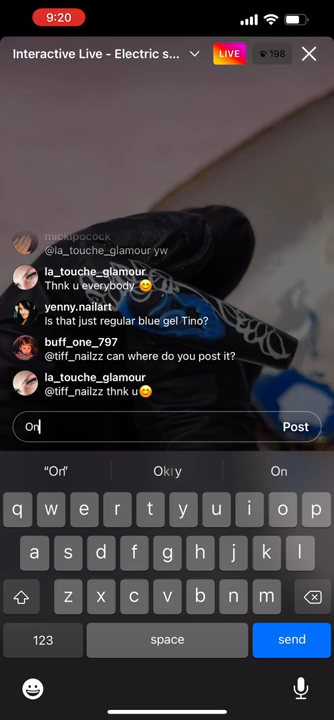 9:20
Interactive Live - Electric s...
LIVE
198
mickipocock
@la_touche_glamour yw
la_touche_glamour
Thnk u everybody 😊
yenny.nailart
Is that just regular blue gel Tino?
buff_one_797
@tiff_nailzz can where do you post it?
la_touche_glamour
@tiff_nailzz thnk u😊
On
Post
"On"
On
q w e r t y u i o p
a s d f g h j k l
z x c v b n m
123 space send